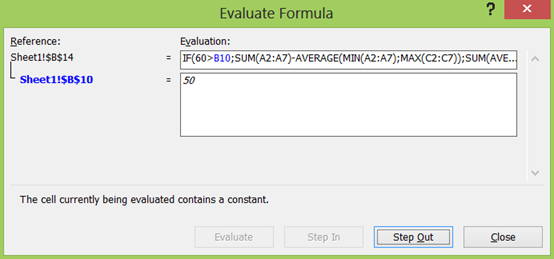 Evaluate Formula
? ×
Reference: Evaluation:
Sheet1!$B$14 = IF(60>B10;SUM(A2:A7)-AVERAGE(MIN(A2:A7);MAX(C2:C7));SUM(AVE...
Sheet1!$B$10 = 50
The cell currently being evaluated contains a constant.
Evaluate Step In Step Out Close